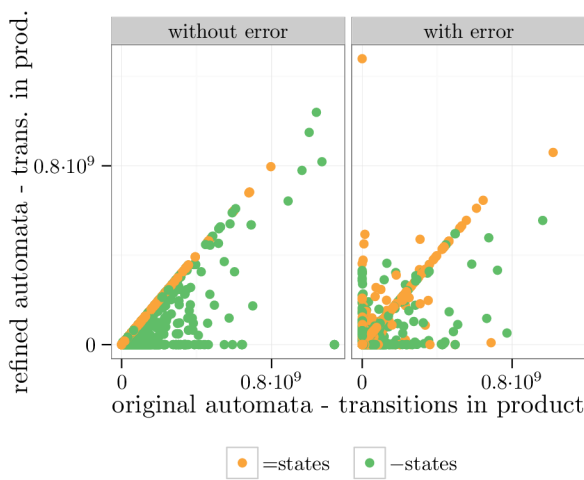 without error
with error
refined automata - trans. in prod.
0.8·10⁹
0
0
0.8·10⁹
0
0.8·10⁹
original automata - transitions in product
=states
−states